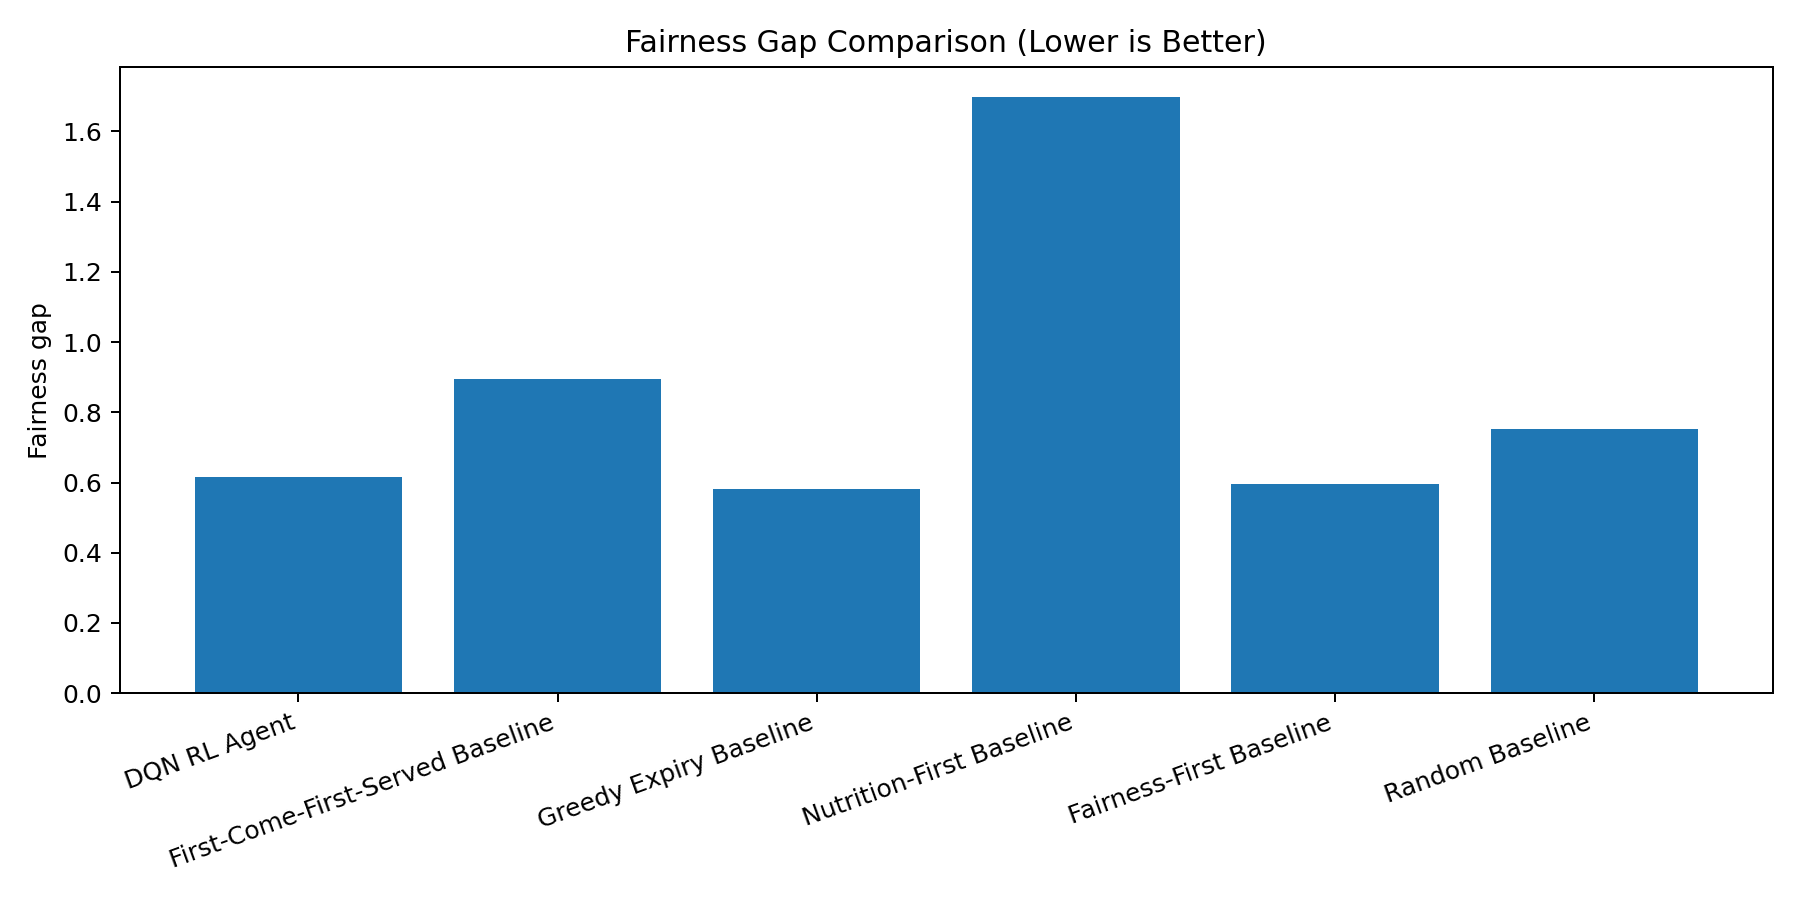 Fairness Gap Comparison (Lower is Better)
Fairness gap
1.6
1.4
1.2
1.0
0.8
0.6
0.4
0.2
0.0
DQN RL Agent
First-Come-First-Served Baseline
Greedy Expiry Baseline
Nutrition-First Baseline
Fairness-First Baseline
Random Baseline